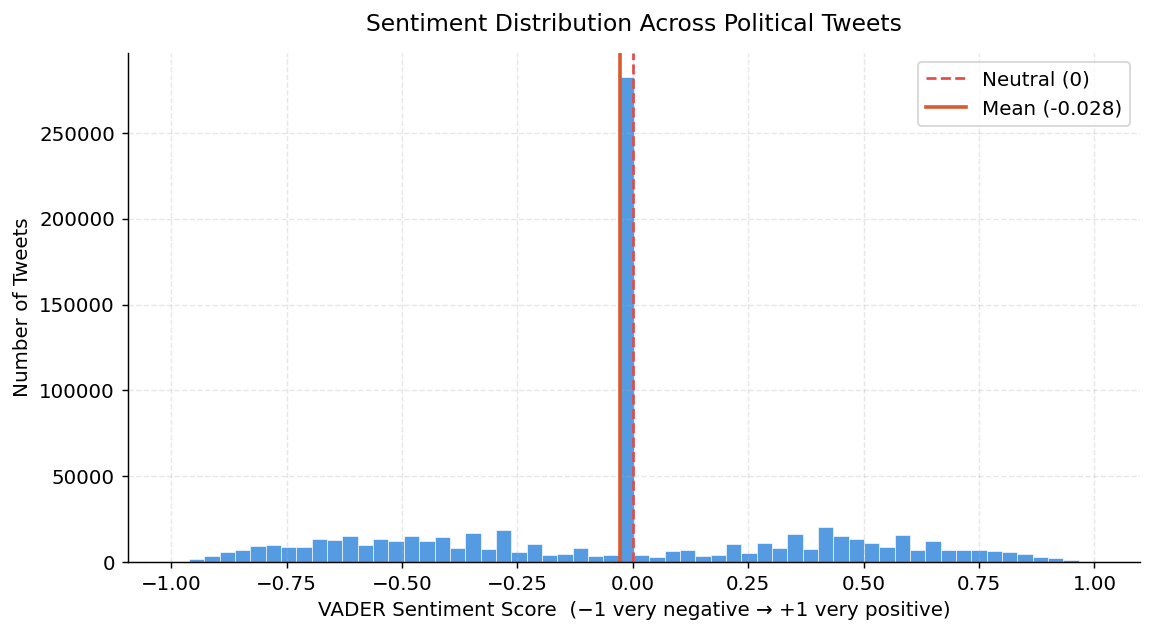 Sentiment Distribution Across Political Tweets
Neutral (0)
Mean (-0.028)
Number of Tweets
250000
200000
150000
100000
50000
0
−1.00 −0.75 −0.50 −0.25 0.00 0.25 0.50 0.75 1.00
VADER Sentiment Score (−1 very negative → +1 very positive)